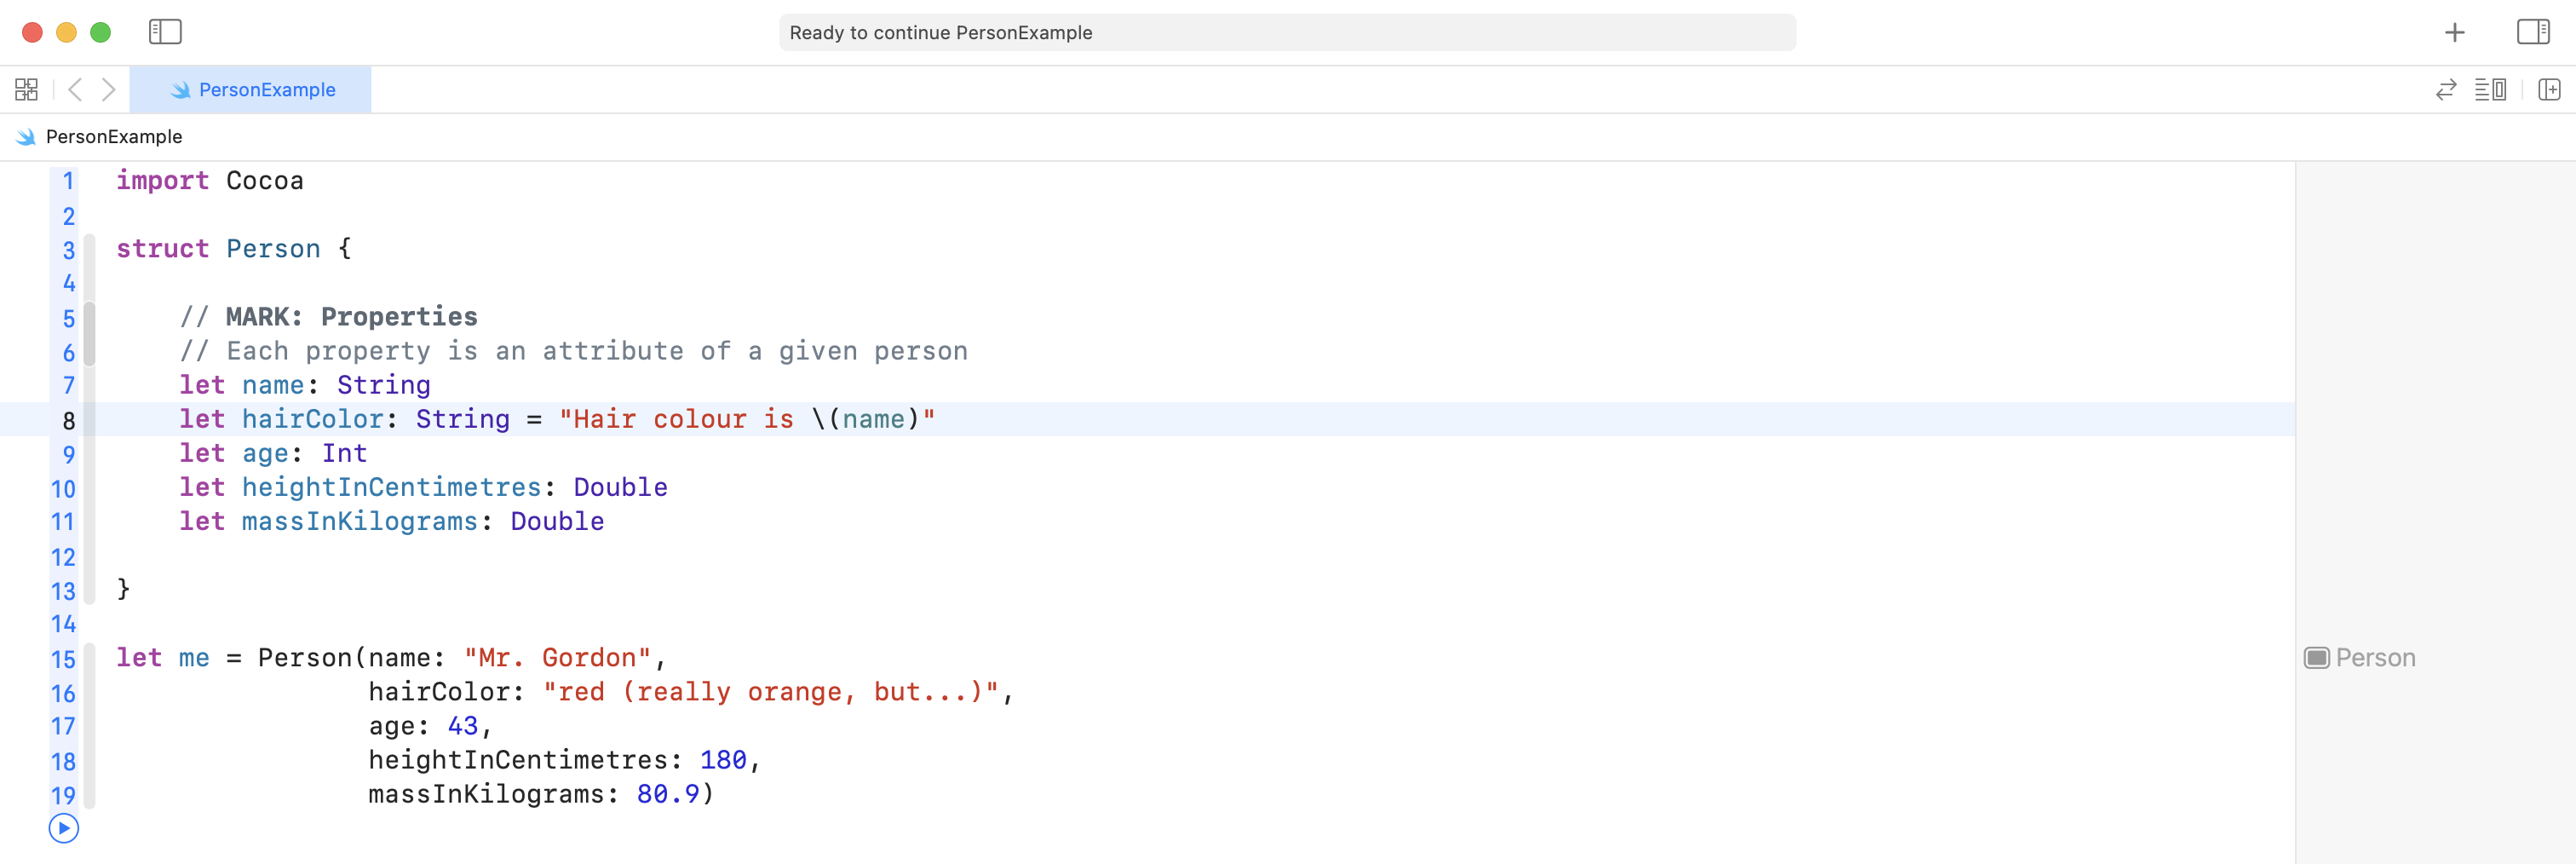 Ready to continue PersonExample
PersonExample
PersonExample
1 import Cocoa
2
3 struct Person {
4
5     // MARK: Properties
6     // Each property is an attribute of a given person
7     let name: String
8     let hairColor: String = "Hair colour is \(name)"
9     let age: Int
10     let heightInCentimetres: Double
11     let massInKilograms: Double
12
13 }
14
15 let me = Person(name: "Mr. Gordon", Person
16                 hairColor: "red (really orange, but...)",
17                 age: 43,
18                 heightInCentimetres: 180,
19                 massInKilograms: 80.9)